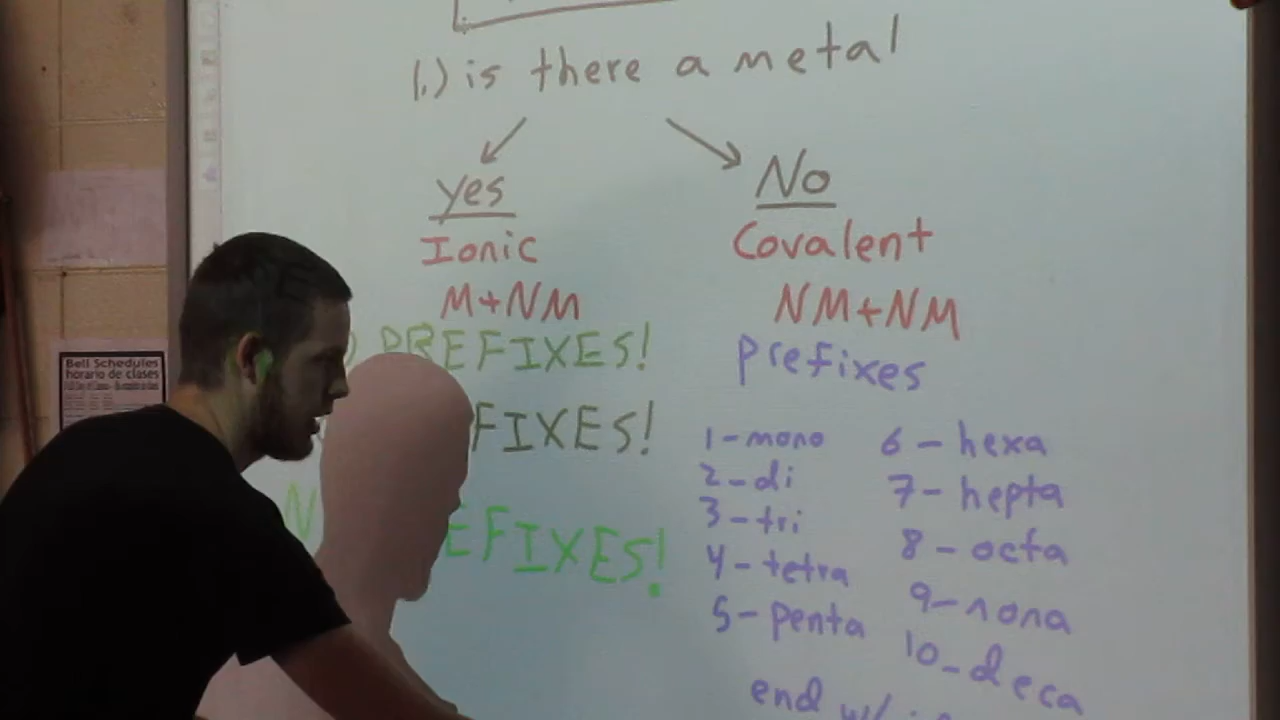 1.) is there a metal
yes
Ionic
M+NM
PREFIXES!
FIXES!
N EFIXES!
No
Covalent
NM+NM
prefixes
1-mono
2-di
3-tri
4-tetra
5-penta
6-hexa
7-hepta
8-octa
9-nona
10-deca
end w/
Bell Schedules
horario de clases